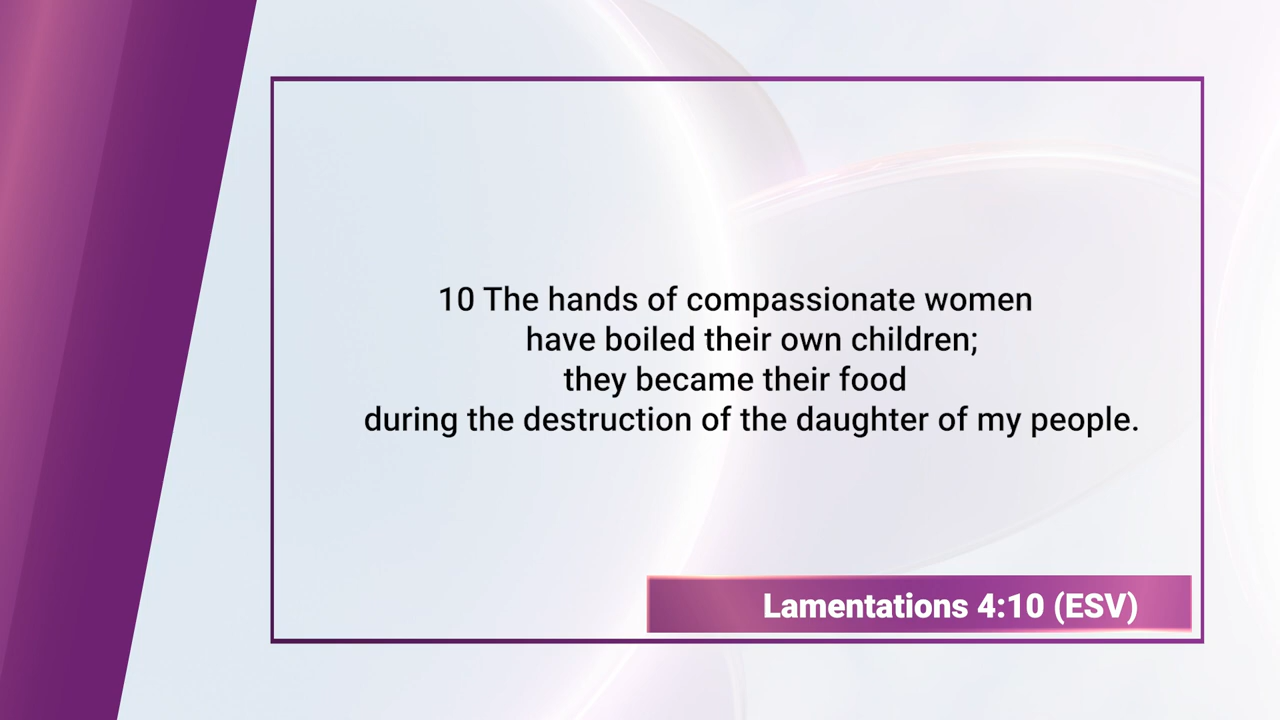 10 The hands of compassionate women
have boiled their own children;
they became their food
during the destruction of the daughter of my people.
Lamentations 4:10 (ESV)